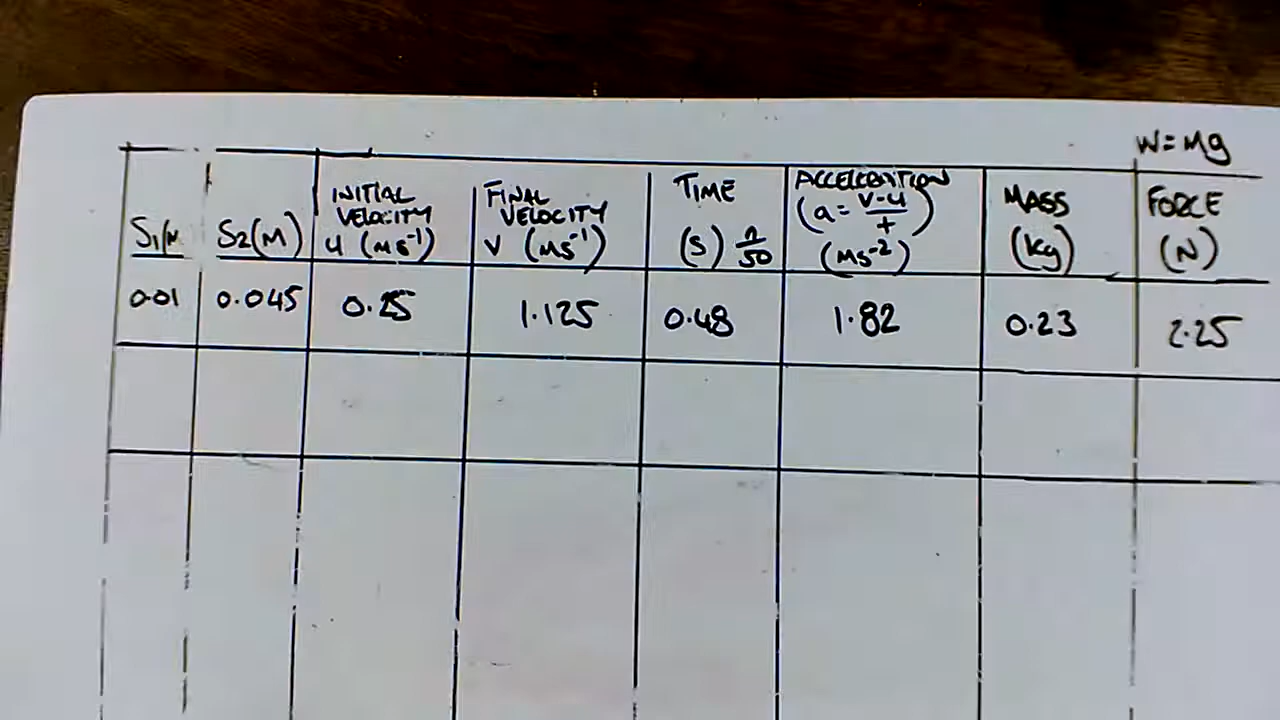 W=Mg
S₁(M
S₂(M)
INITIAL
VELOCITY
u (ms⁻¹)
FINAL
VELOCITY
V (ms⁻¹)
TIME
(S) n/50
ACCELERATION
(a = v-u/t)
(Ms⁻²)
MASS
(kg)
FORCE
(N)
0.01 0.045 0.25 1.125 0.48 1.82 0.23 2.25